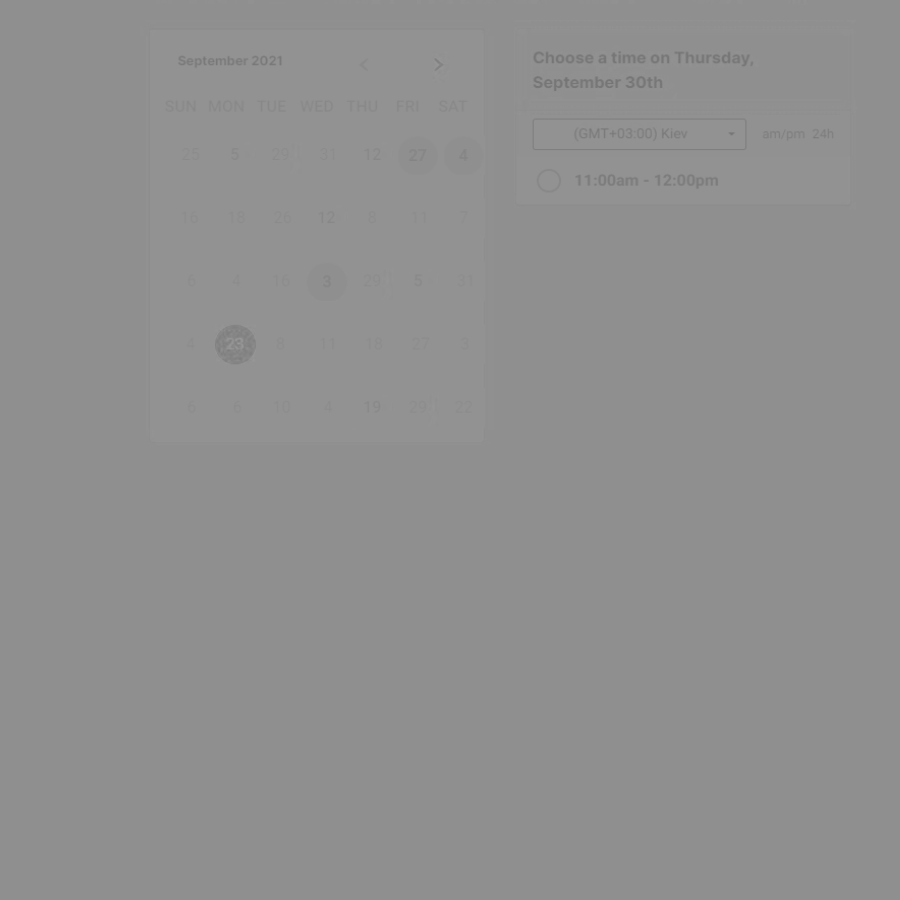 September 2021
SUN MON TUE WED THU FRI SAT
25 5 29 31 12 27 4
16 18 26 12 8 11 7
6 4 16 3 29 5 31
4 23 8 11 18 27 3
6 10 4 19 29 22
Choose a time on Thursday,
September 30th
(GMT+03:00) Kiev am/pm 24h
11:00am - 12:00pm